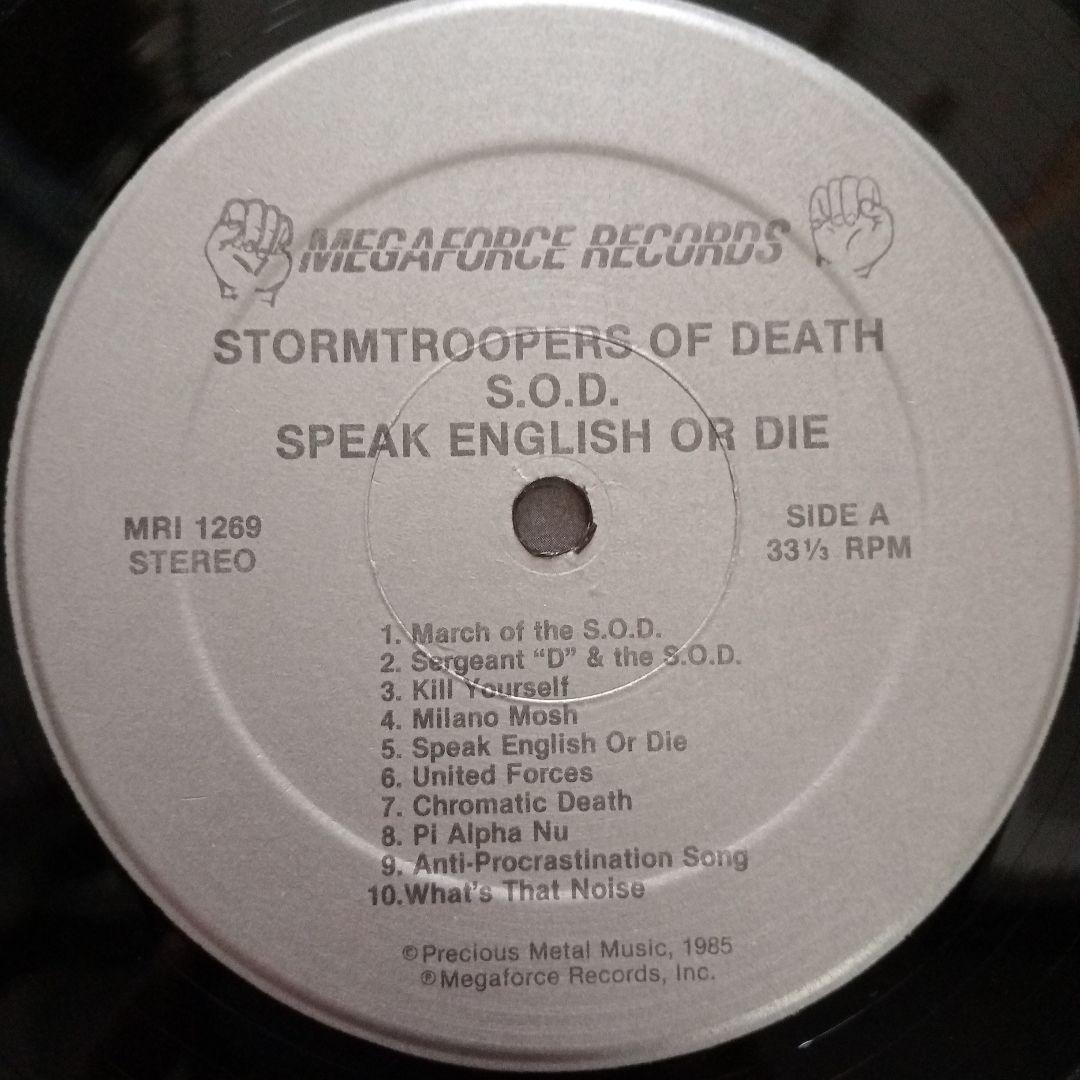 MEGAFORCE RECORDS
STORMTROOPERS OF DEATH
S.O.D.
SPEAK ENGLISH OR DIE
MRI 1269
STEREO
SIDE A
33⅓ RPM
1. March of the S.O.D.
2. Sergeant “D” & the S.O.D.
3. Kill Yourself
4. Milano Mosh
5. Speak English Or Die
6. United Forces
7. Chromatic Death
8. Pi Alpha Nu
9. Anti-Procrastination Song
10.What's That Noise
©Precious Metal Music, 1985
®Megaforce Records, Inc.